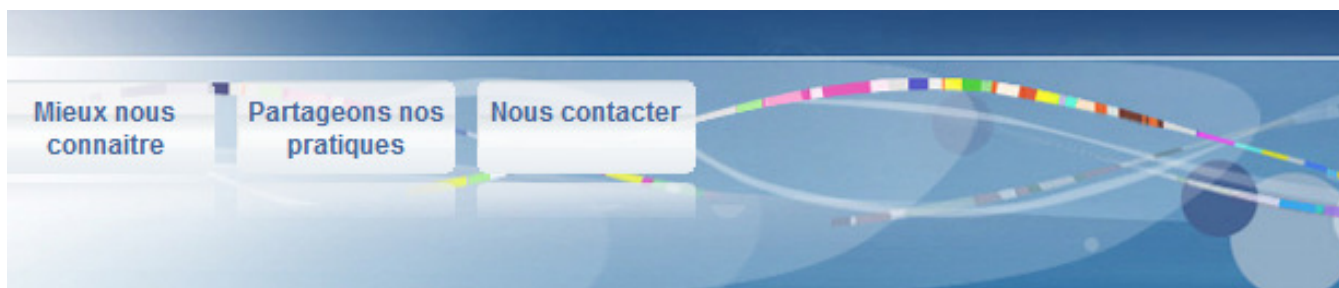 Mieux nous
connaitre
Partageons nos
pratiques
Nous contacter